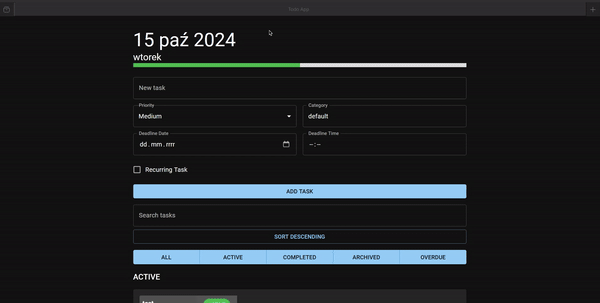 Todo App
15 paź 2024
wtorek
New task
Priority
Medium
Category
default
Deadline Date
dd.mm.rrrr
Deadline Time
--:--
Recurring Task
ADD TASK
Search tasks
SORT DESCENDING
ALL ACTIVE COMPLETED ARCHIVED OVERDUE
ACTIVE